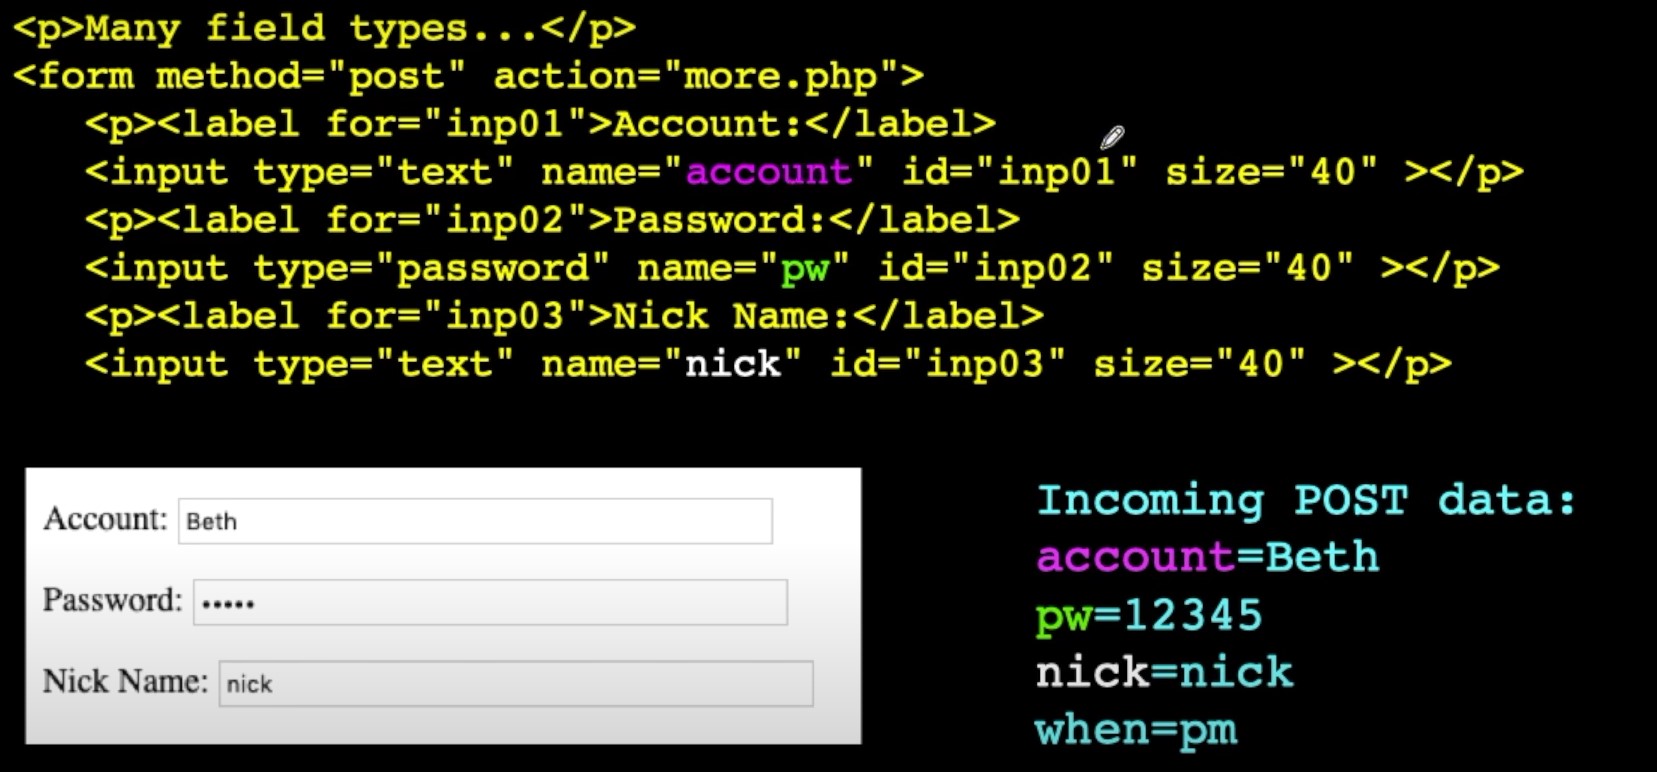 <p>Many field types...</p>
<form method="post" action="more.php">
<p><label for="inp01">Account:</label>
<input type="text" name="account" id="inp01" size="40" ></p>
<p><label for="inp02">Password:</label>
<input type="password" name="pw" id="inp02" size="40" ></p>
<p><label for="inp03">Nick Name:</label>
<input type="text" name="nick" id="inp03" size="40" ></p>
Account: Beth
Password: •••••
Nick Name: nick
Incoming POST data:
account=Beth
pw=12345
nick=nick
when=pm